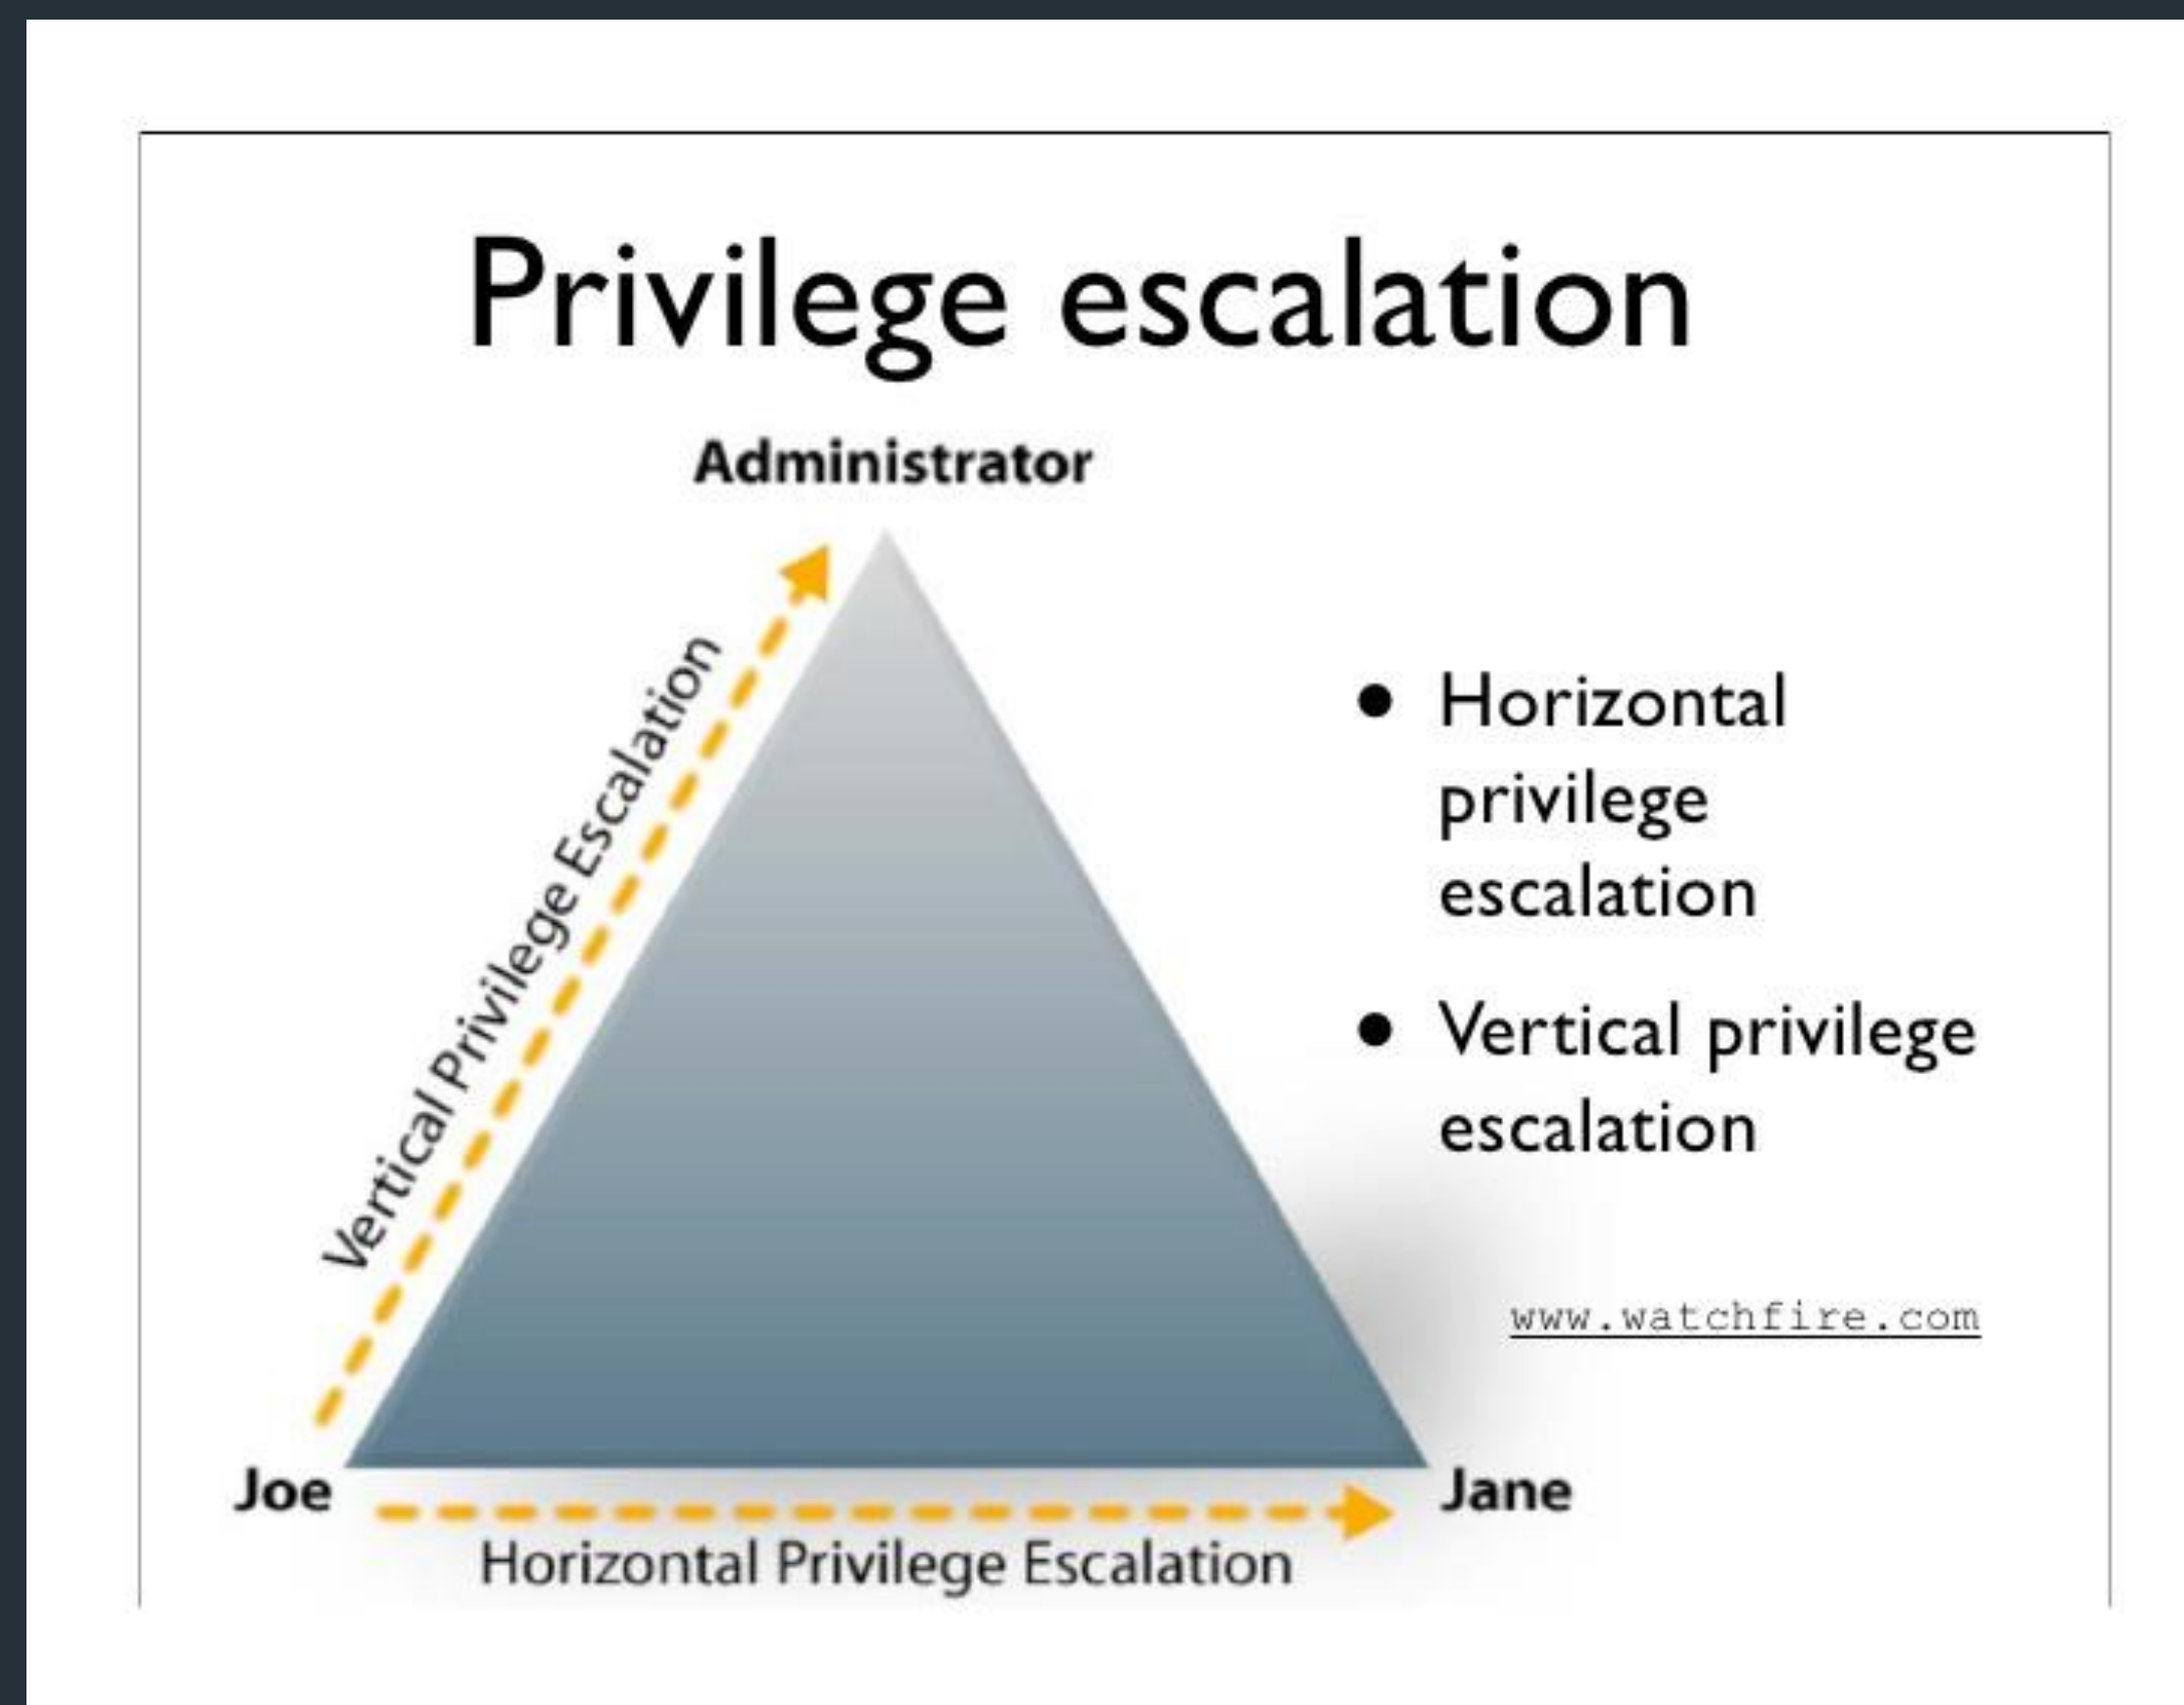 Privilege escalation
Administrator
Vertical Privilege Escalation
• Horizontal
privilege
escalation
• Vertical privilege
escalation
www.watchfire.com
Joe
Jane
Horizontal Privilege Escalation